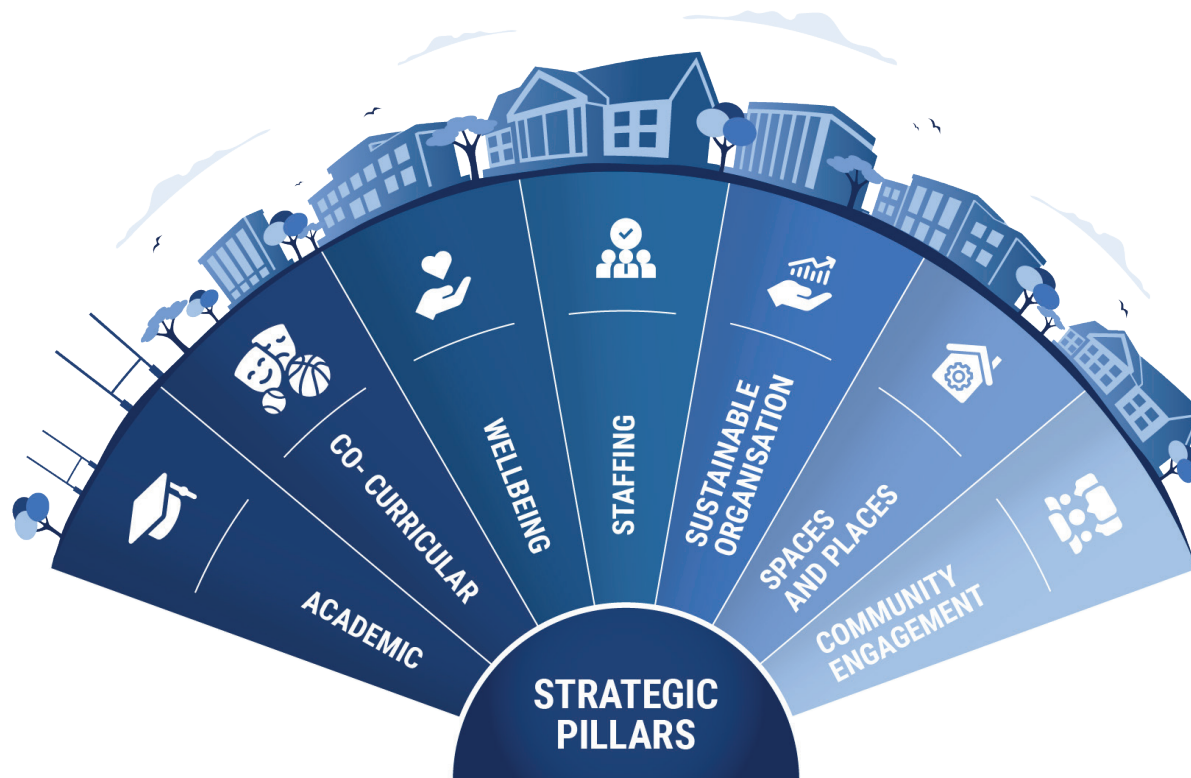 ACADEMIC
CO- CURRICULAR
WELLBEING
STAFFING
SUSTAINABLE
ORGANISATION
SPACES
AND PLACES
COMMUNITY
ENGAGEMENT
STRATEGIC
PILLARS